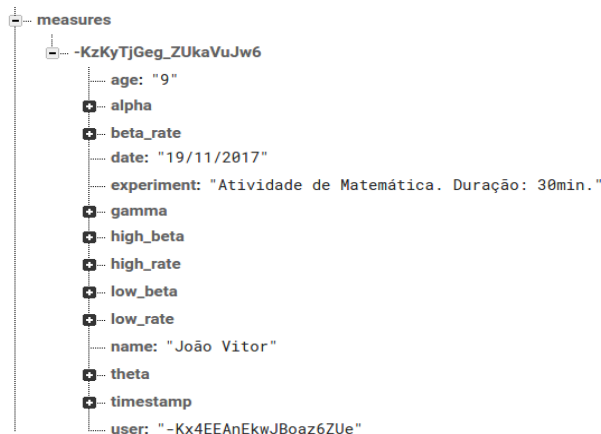 measures
-KzKyTjGeg_ZUkaVuJw6
age: "9"
alpha
beta_rate
date: "19/11/2017"
experiment: "Atividade de Matemática. Duração: 30min."
gamma
high_beta
high_rate
low_beta
low_rate
name: "João Vitor"
theta
timestamp
user: "-Kx4EEAnEkwJBoaz6ZUe"